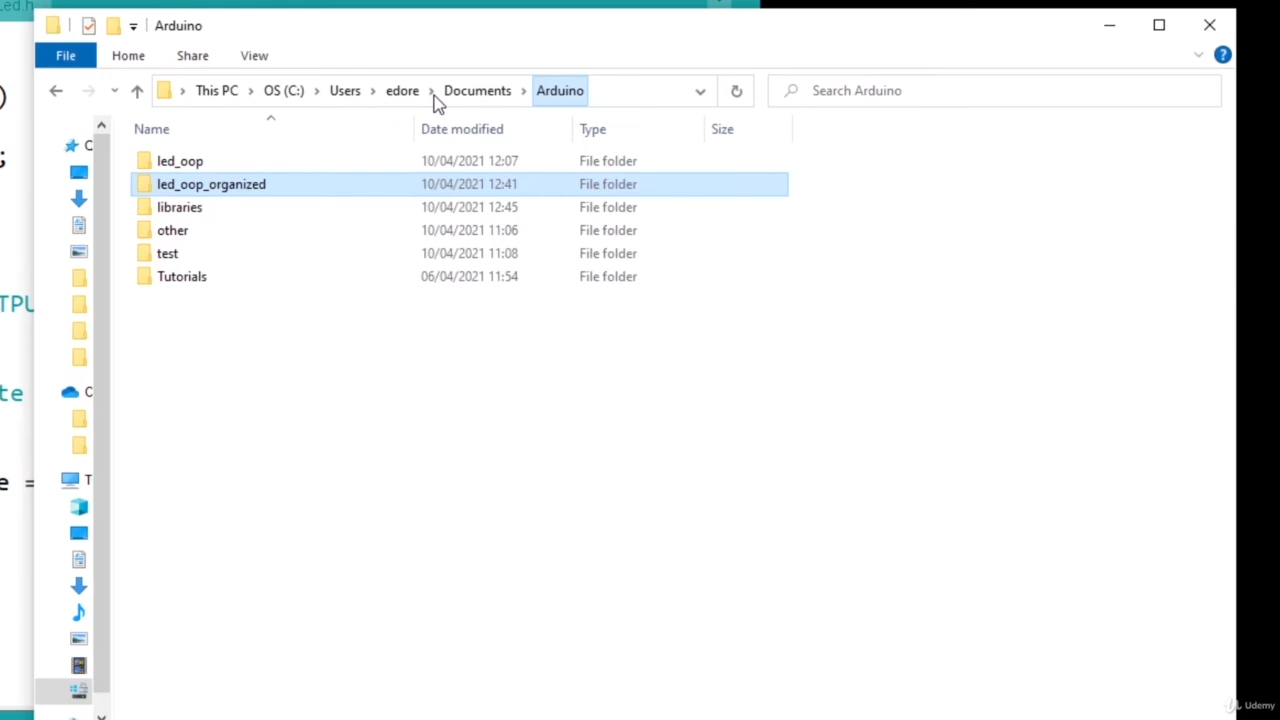 Led.h
Arduino
File Home Share View
This PC OS (C:) Users edore Documents Arduino
Search Arduino
)
;
TPU
te
e =
C
C
T
Name Date modified Type Size
led_oop 10/04/2021 12:07 File folder
led_oop_organized 10/04/2021 12:41 File folder
libraries 10/04/2021 12:45 File folder
other 10/04/2021 11:06 File folder
test 10/04/2021 11:08 File folder
Tutorials 06/04/2021 11:54 File folder
Udemy